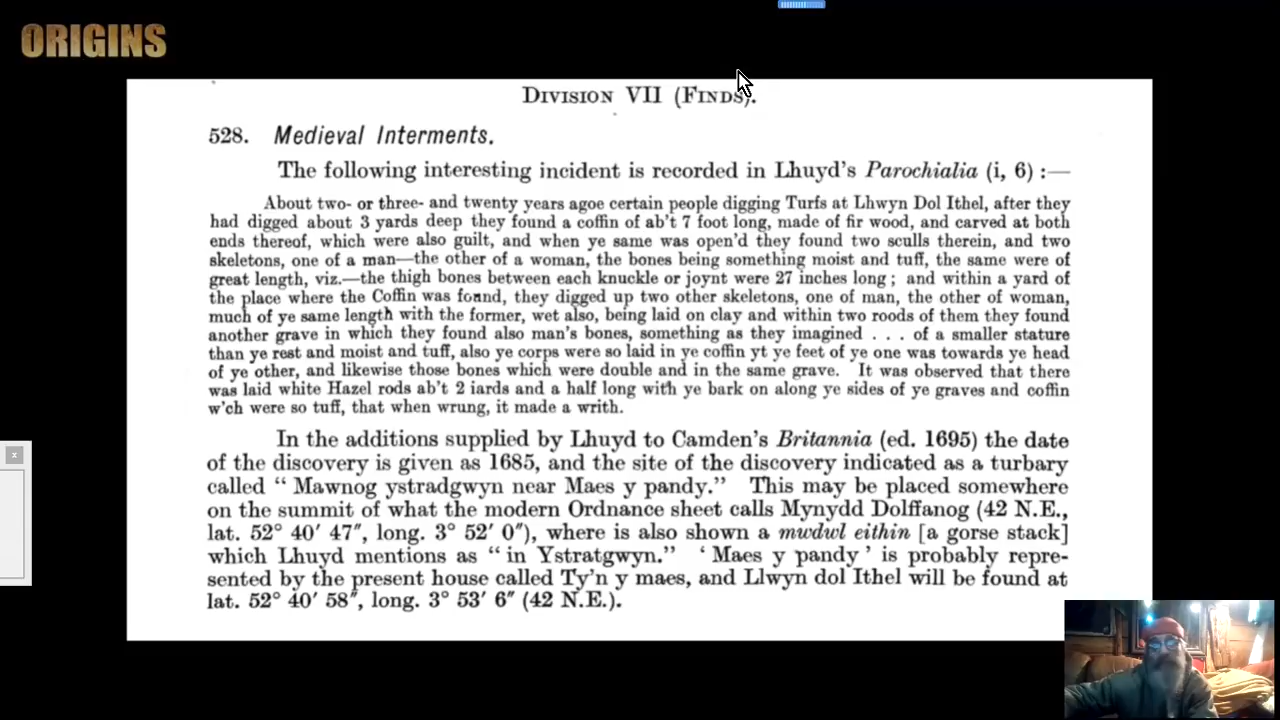 ORIGINS
DIVISION VII (FINDS).
528. Medieval Interments.
The following interesting incident is recorded in Lhuyd's Parochialia (i, 6) :—
About two- or three- and twenty years agoe certain people digging Turfs at Lhwyn Dol Ithel, after they
had digged about 3 yards deep they found a coffin of ab't 7 foot long, made of fir wood, and carved at both
ends thereof, which were also guilt, and when ye same was open'd they found two sculls therein, and two
skeletons, one of a man—the other of a woman, the bones being something moist and tuff, the same were of
great length, viz.—the thigh bones between each knuckle or joynt were 27 inches long ; and within a yard of
the place where the Coffin was found, they digged up two other skeletons, one of man, the other of woman,
much of ye same length with the former, wet also, being laid on clay and within two roods of them they found
another grave in which they found also man's bones, something as they imagined . . . of a smaller stature
than ye rest and moist and tuff, also ye corps were so laid in ye coffin yt ye feet of ye one was towards ye head
of ye other, and likewise those bones which were double and in the same grave. It was observed that there
was laid white Hazel rods ab't 2 iards and a half long with ye bark on along ye sides of ye graves and coffin
w'ch were so tuff, that when wrung, it made a writh.
In the additions supplied by Lhuyd to Camden's Britannia (ed. 1695) the date
of the discovery is given as 1685, and the site of the discovery indicated as a turbary
called “ Mawnog ystradgwyn near Maes y pandy.” This may be placed somewhere
on the summit of what the modern Ordnance sheet calls Mynydd Dolffanog (42 N.E.,
lat. 52° 40′ 47″, long. 3° 52′ 0″), where is also shown a mwdwl eithin [a gorse stack]
which Lhuyd mentions as “ in Ystratgwyn.” ‘ Maes y pandy ’ is probably repre-
sented by the present house called Ty'n y maes, and Llwyn dol Ithel will be found at
lat. 52° 40′ 58″, long. 3° 53′ 6″ (42 N.E.).